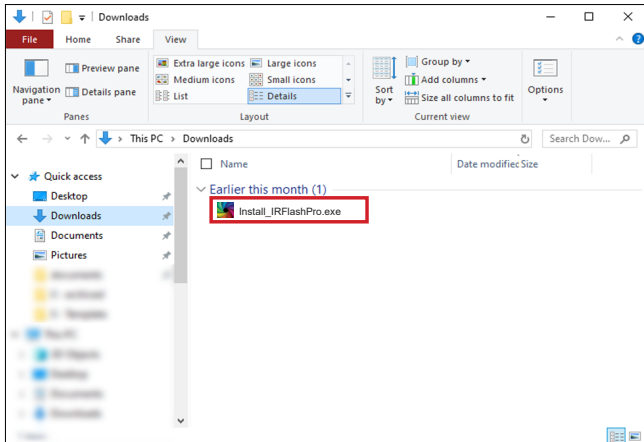 Downloads
File Home Share View
Navigation pane
Preview pane
Details pane
Panes
Extra large icons Large icons
Medium icons Small icons
List Details
Layout
Sort by
Group by
Add columns
Size all columns to fit
Current view
Options
This PC > Downloads
Search Dow...
Quick access
Desktop
Downloads
Documents
Pictures
Name Date modified Size
Earlier this month (1)
Install_IRFlashPro.exe